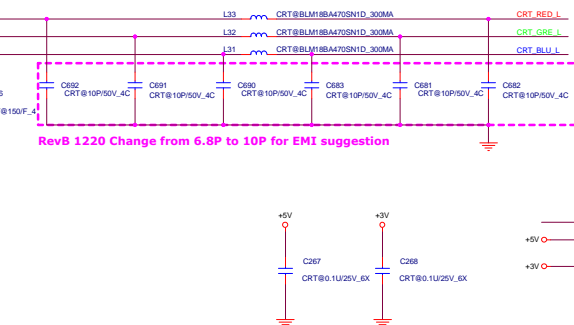 L33 CRT@BLM18BA470SN1D_300MA CRT_RED_L
L32 CRT@BLM18BA470SN1D_300MA CRT_GRE_L
L31 CRT@BLM18BA470SN1D_300MA CRT_BLU_L
C692 C691 C690 C683 C681 C682
CRT@10P/50V_4C CRT@10P/50V_4C CRT@10P/50V_4C CRT@10P/50V_4C CRT@10P/50V_4C CRT@10P/50V_4C
@150/F_4
RevB 1220 Change from 6.8P to 10P for EMI suggestion
+5V +3V
+5V
C267 C268
+3V
CRT@0.1U/25V_6X CRT@0.1U/25V_6X